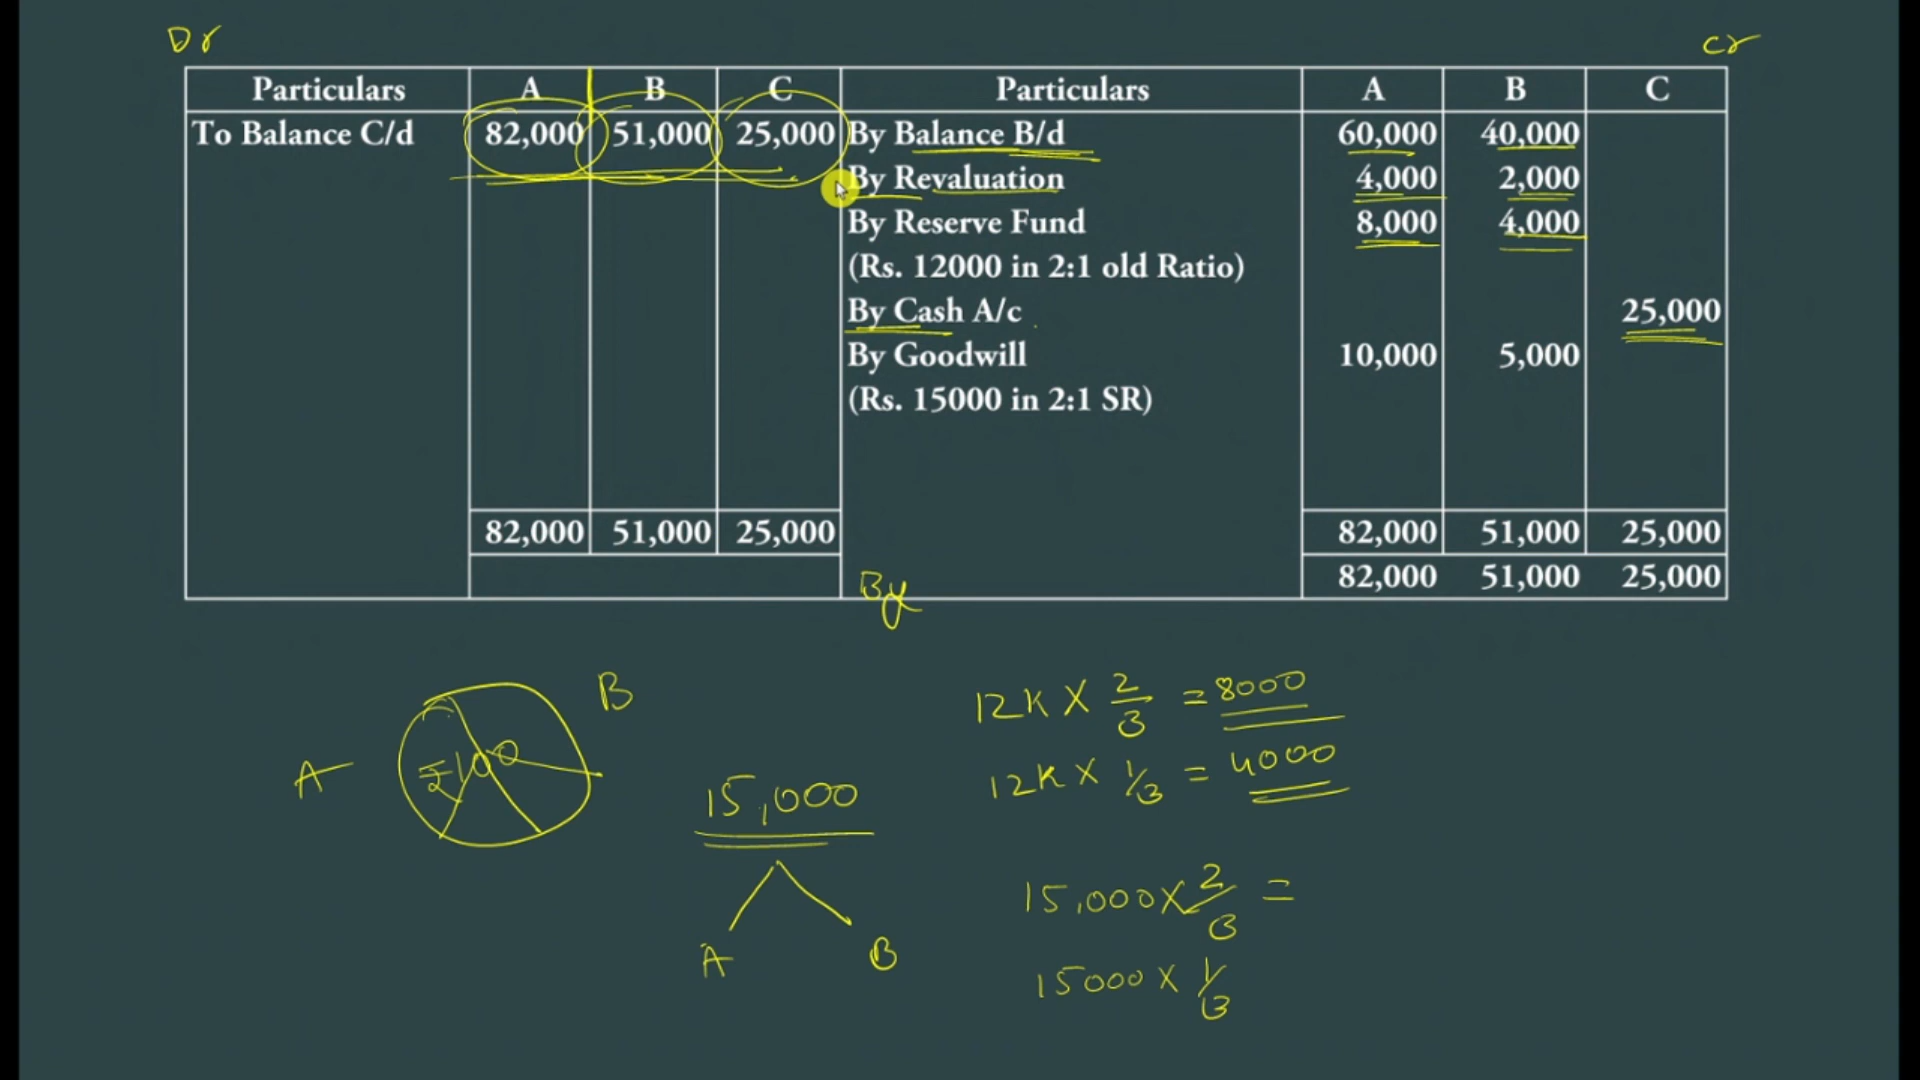 Dr Cr
Particulars A B C Particulars A B C
To Balance C/d 82,000 51,000 25,000 By Balance B/d 60,000 40,000
By Revaluation 4,000 2,000
By Reserve Fund 8,000 4,000
(Rs. 12000 in 2:1 old Ratio)
By Cash A/c 25,000
By Goodwill 10,000 5,000
(Rs. 15000 in 2:1 SR)
82,000 51,000 25,000 82,000 51,000 25,000
By 82,000 51,000 25,000
A ₹100 B
15,000
A B
12K X 2/3 = 8000
12K X 1/3 = 4000
15,000 X 2/3 =
15000 X 1/3